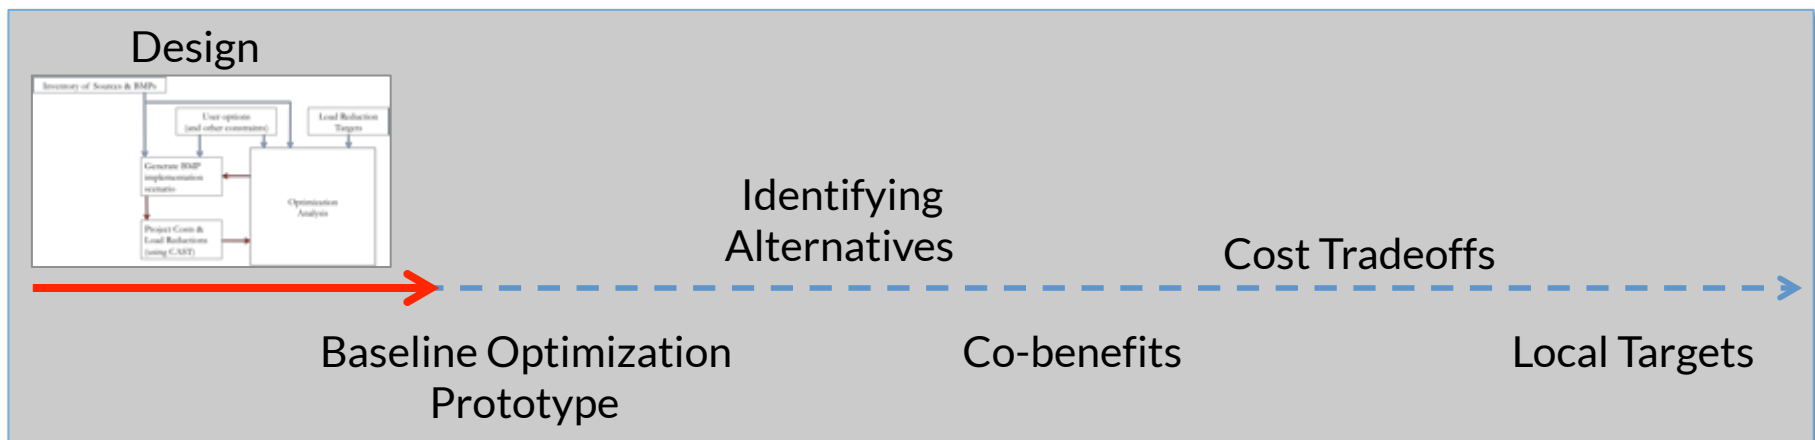 Design
Inventory of Sources & BMPs
User options
(and other constraints)
Load Reduction
Targets
Generate BMP
implementation
scenario
Optimization
Analysis
Project Costs &
Load Reductions
(using CAST)
Identifying
Alternatives
Cost Tradeoffs
Baseline Optimization
Prototype
Co-benefits
Local Targets